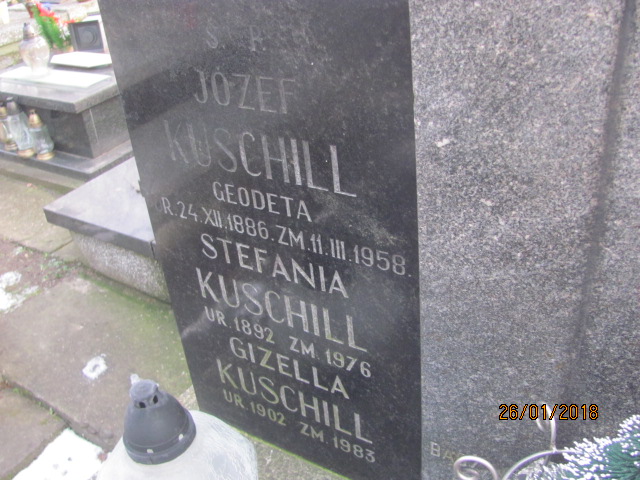 JÓZEF
KUSCHILL
GEODETA
UR. 24.XII.1886. ZM. 11.III.1958.
STEFANIA
KUSCHILL
UR. 1892 ZM. 1976
GIZELLA
KUSCHILL
UR. 1902 ZM. 1983
26/01/2018